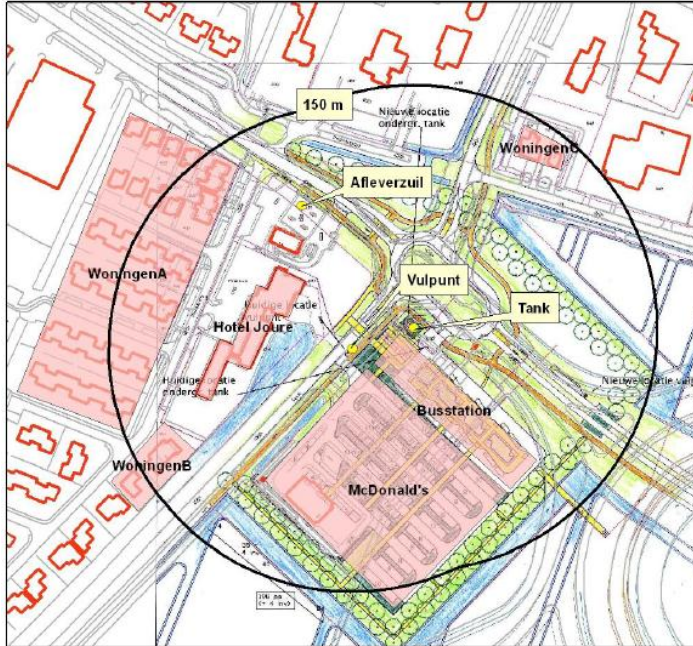 150 m
Nieuwe locatie
ondergr. tank
WoningenC
Afleverzuil
WoningenA
Vulpunt
Huidige locatie
vulpunt
Hotel Joure
Tank
Huidige locatie
ondergr. tank
Nieuwe locatie
Busstation
WoningenB
McDonald's